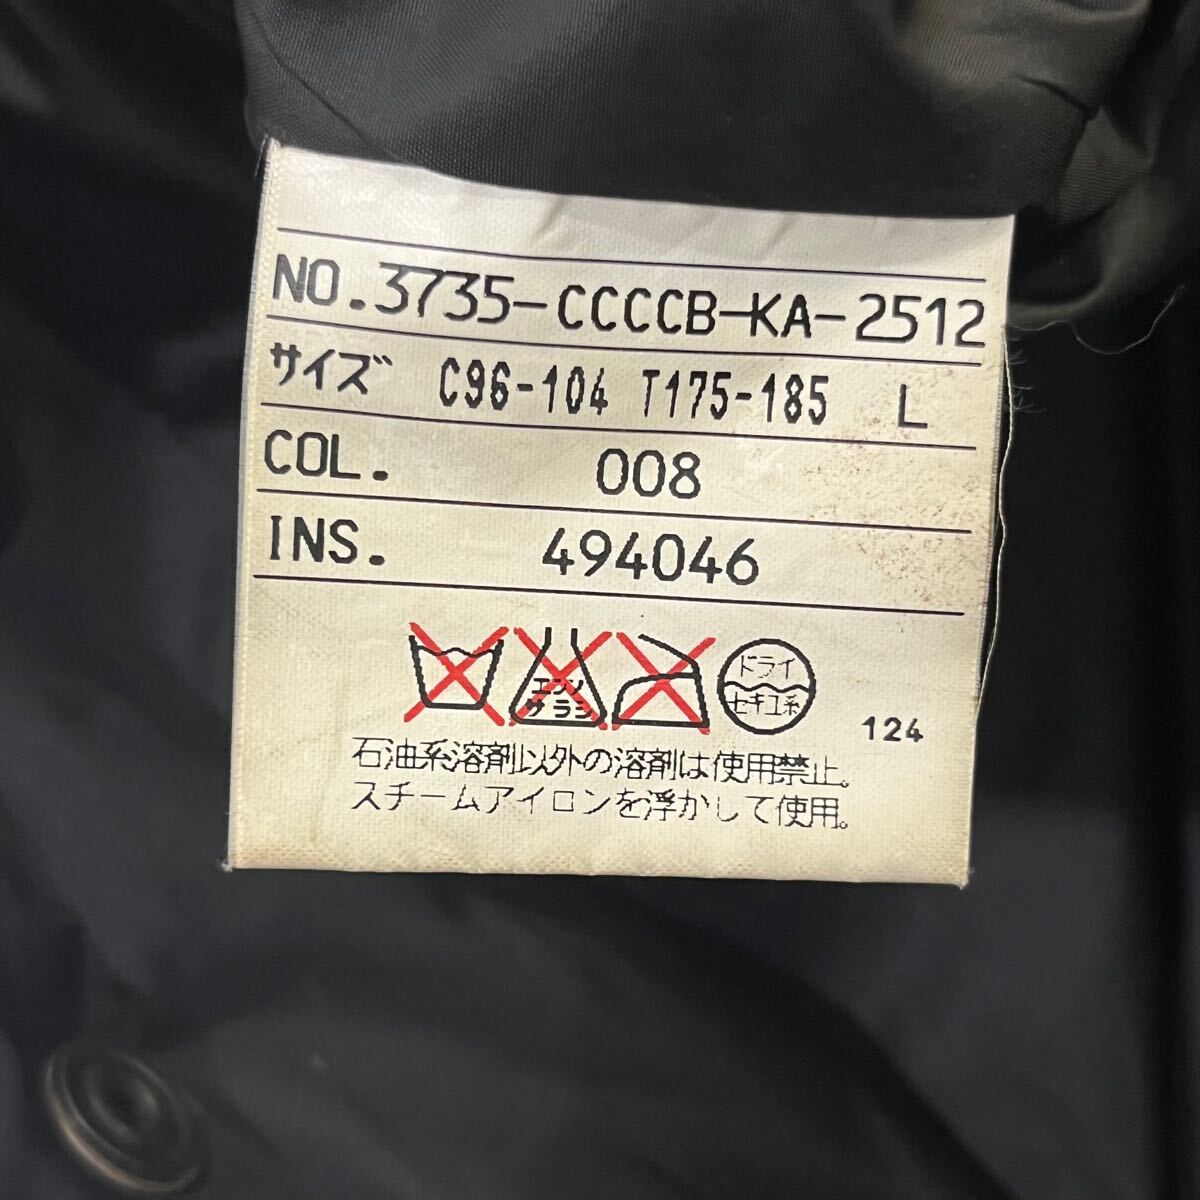 NO.3735-CCCCB-KA-2512
サイズ C96-104 T175-185 L
COL. 008
INS. 494046
エンソ
サラシ
ドライ
セキユ系
124
石油系溶剤以外の溶剤は使用禁止。
スチームアイロンを浮かして使用。